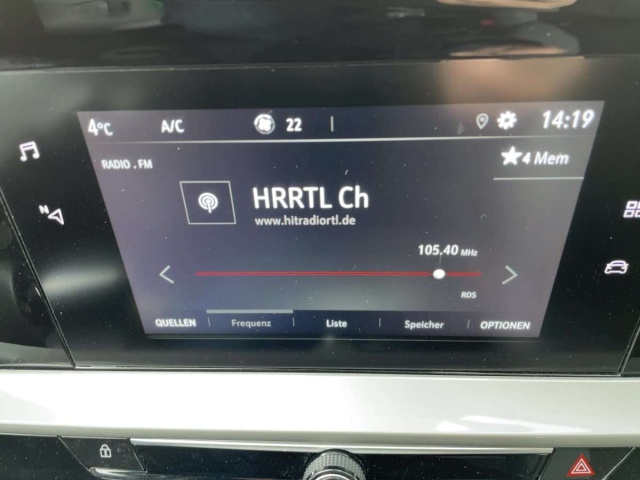 4°C A/C 22 14:19
RADIO . FM
4 Mem
HRRTL Ch
www.hitradiortl.de
N
105.40 MHz
RDS
QUELLEN Frequenz Liste Speicher OPTIONEN